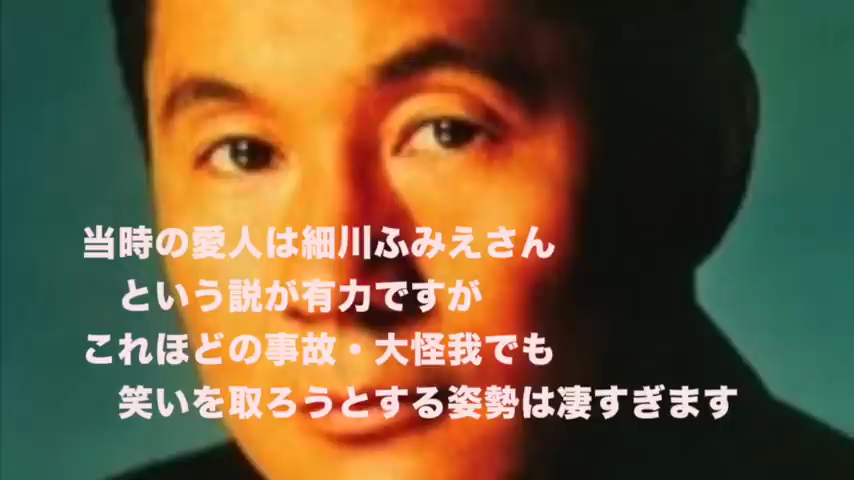 当時の愛人は細川ふみえさん
という説が有力ですが
これほどの事故・大怪我でも
笑いを取ろうとする姿勢は凄すぎます